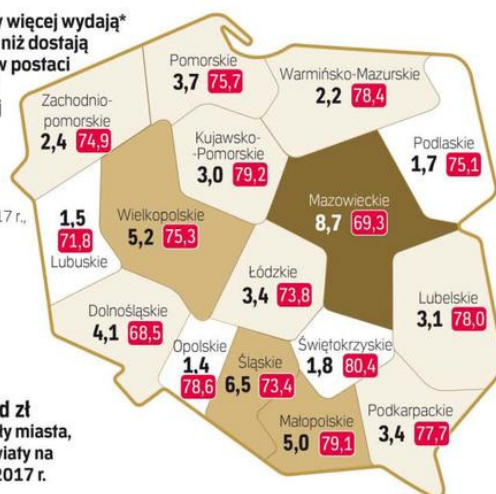 więcej wydają*
niż dostają
w postaci
Pomorskie
3,7 75,7
Warmińsko-Mazurskie
2,2 78,4
Zachodnio-
pomorskie
2,4 74,9
Kujawsko-
-Pomorskie
3,0 79,2
Podlaskie
1,7 75,1
Mazowieckie
8,7 69,3
17 r.,
1,5
71,8
Lubuskie
Wielkopolskie
5,2 75,3
Łódzkie
3,4 73,8
Lubelskie
3,1 78,0
Dolnośląskie
4,1 68,5
Opolskie
1,4
78,6
Śląskie
6,5 73,4
Świętokrzyskie
1,8 80,4
Małopolskie
5,0 79,1
Podkarpackie
3,4 77,7
d zł
ły miasta,
wiaty na
2017 r.